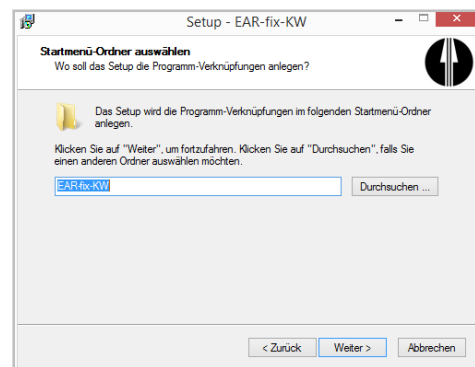 Setup - EAR-fix-KW
Startmenü-Ordner auswählen
Wo soll das Setup die Programm-Verknüpfungen anlegen?
Das Setup wird die Programm-Verknüpfungen im folgenden Startmenü-Ordner
anlegen.
Klicken Sie auf "Weiter", um fortzufahren. Klicken Sie auf "Durchsuchen", falls Sie
einen anderen Ordner auswählen möchten.
EAR-fix-KW
Durchsuchen ...
< Zurück
Weiter >
Abbrechen